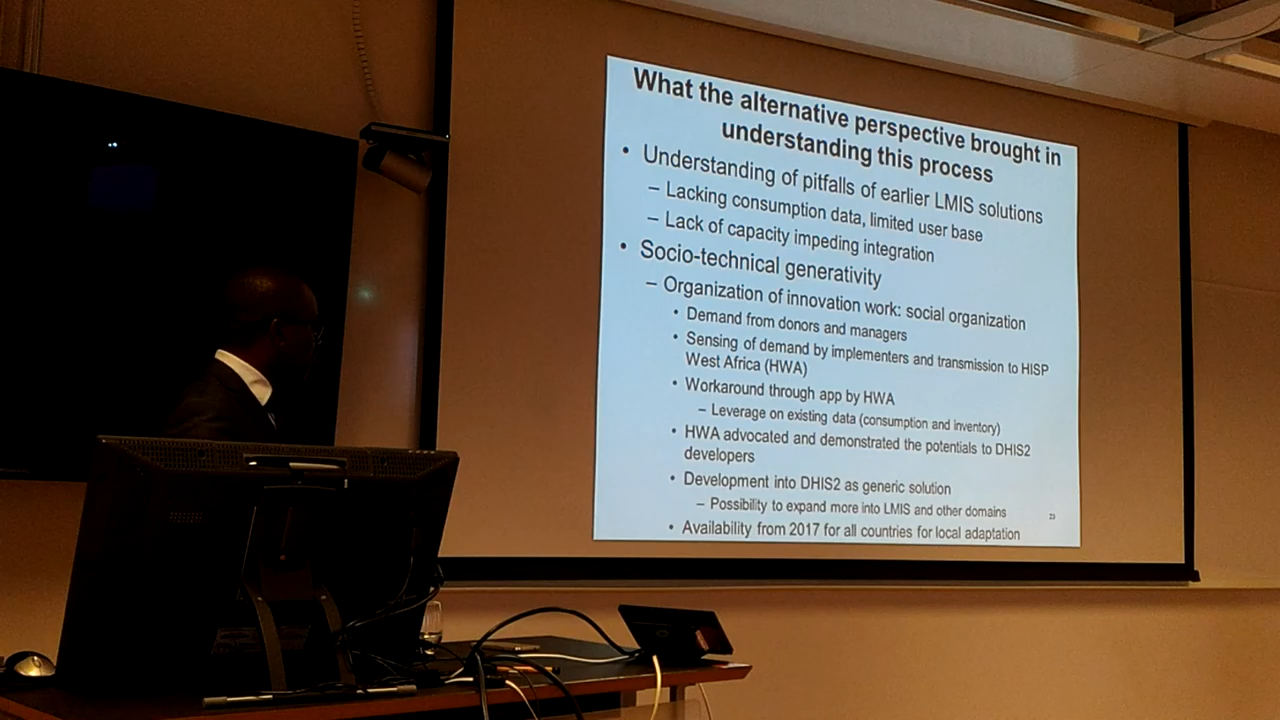 What the alternative perspective brought in
understanding this process
• Understanding of pitfalls of earlier LMIS solutions
– Lacking consumption data, limited user base
– Lack of capacity impeding integration
• Socio-technical generativity
– Organization of innovation work: social organization
• Demand from donors and managers
• Sensing of demand by implementers and transmission to HISP
West Africa (HWA)
• Workaround through app by HWA
– Leverage on existing data (consumption and inventory)
• HWA advocated and demonstrated the potentials to DHIS2
developers
• Development into DHIS2 as generic solution
– Possibility to expand more into LMIS and other domains
• Availability from 2017 for all countries for local adaptation
23